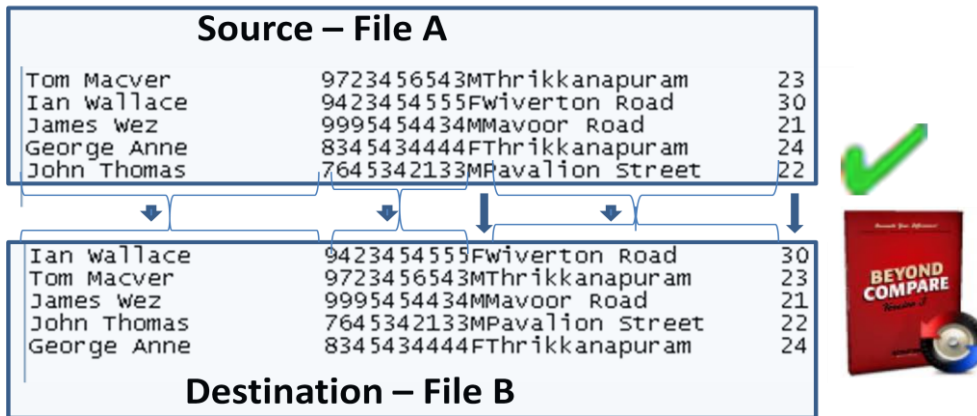 Source – File A
Tom Macver 9723456543MThrikkanapuram 23
Ian Wallace 9423454555FWiverton Road 30
James Wez 9995454434MMavoor Road 21
George Anne 8345434444FThrikkanapuram 24
John Thomas 7645342133MPavalion Street 22
Ian Wallace 9423454555FWiverton Road 30
Tom Macver 9723456543MThrikkanapuram 23
James Wez 9995454434MMavoor Road 21
John Thomas 7645342133MPavalion Street 22
George Anne 8345434444FThrikkanapuram 24
Destination – File B
BEYOND
COMPARE
Version 3